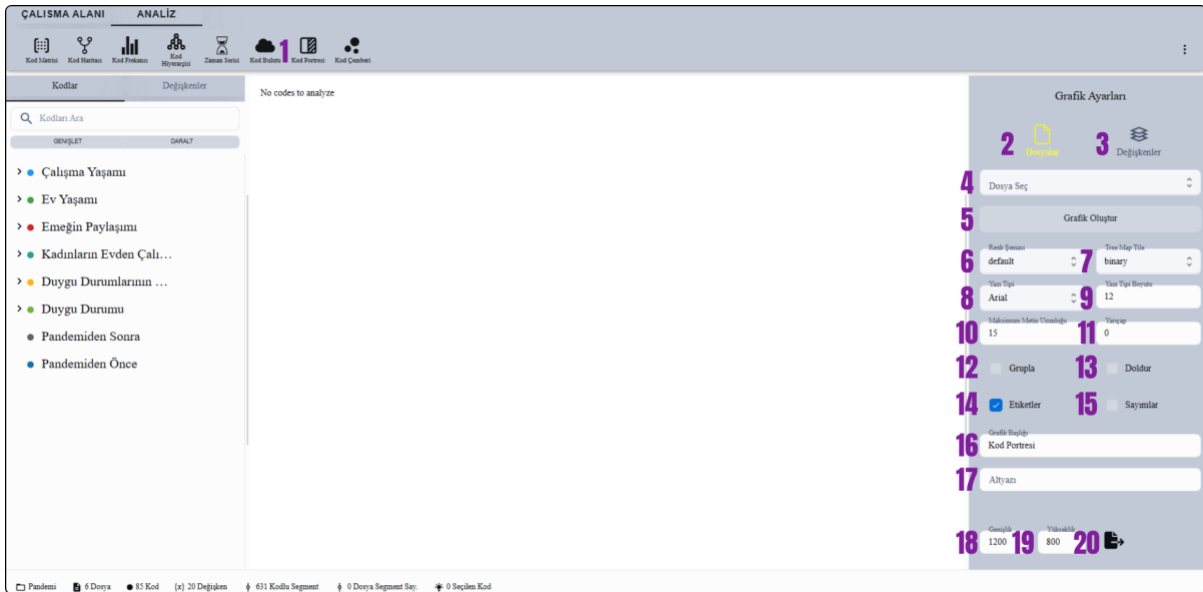 ÇALIŞMA ALANI ANALİZ
Kod Matrisi Kod Haritası Kod Frekansı Kod Hiyerarşisi Zaman Serisi Kod Bulutu 1 Kod Portresi Kod Çemberi
Kodlar Değişkenler
No codes to analyze
Kodları Ara
GENİŞLET DARALT
Çalışma Yaşamı
Ev Yaşamı
Emeğin Paylaşımı
Kadınların Evden Çalı…
Duygu Durumlarının …
Duygu Durumu
Pandemiden Sonra
Pandemiden Önce
Grafik Ayarları
2 Dosyalar 3 Değişkenler
4 Dosya Seç
5 Grafik Oluştur
6 Renk Şeması default 7 Tree Map Tile binary
8 Yazı Tipi Arial 9 Yazı Tipi Boyutu 12
10 Maksimum Metin Uzunluğu 15 11 Yarıçap 0
12 Grupla 13 Doldur
14 Etiketler 15 Sayımlar
16 Grafik Başlığı
Kod Portresi
17 Altyazı
18 Genişlik 1200 19 Yükseklik 800 20
Pandemi 6 Dosya 85 Kod {x} 20 Değişken 631 Kodlu Segment 0 Dosya Segment Say. 0 Seçilen Kod